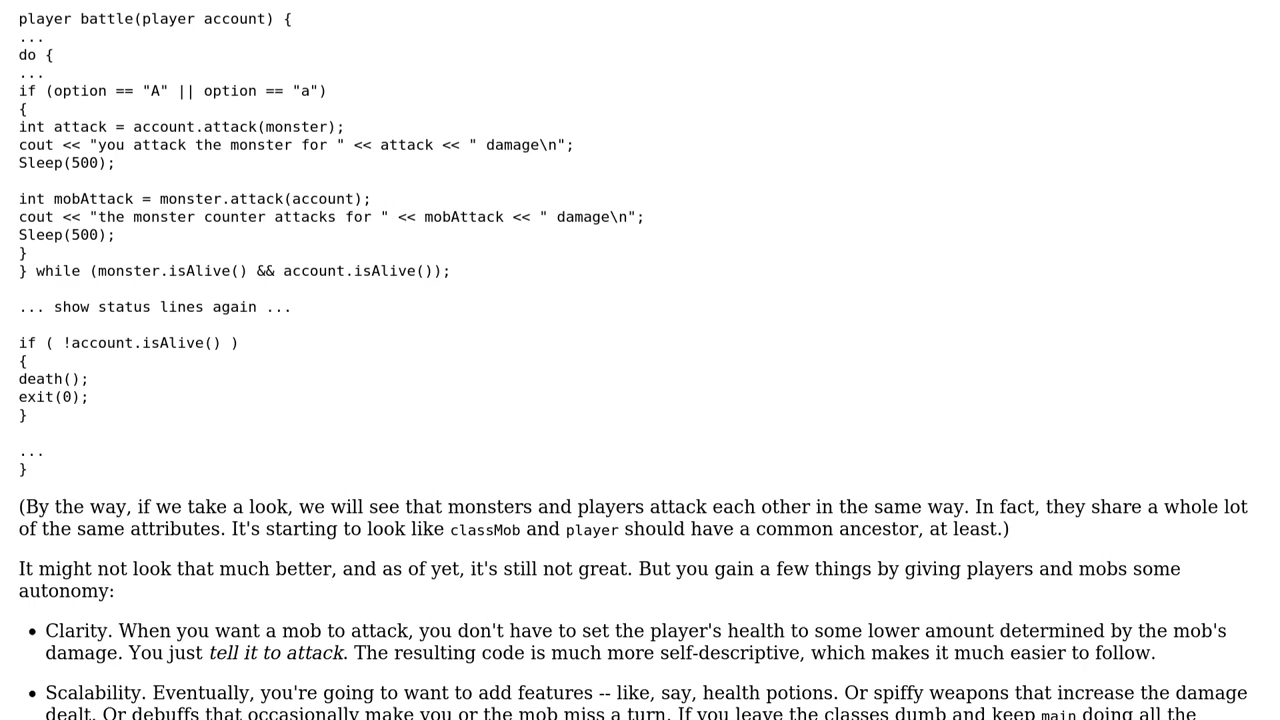 player battle(player account) {
...
do {
...
if (option == "A" || option == "a")
{
int attack = account.attack(monster);
cout << "you attack the monster for " << attack << " damage\n";
Sleep(500);

int mobAttack = monster.attack(account);
cout << "the monster counter attacks for " << mobAttack << " damage\n";
Sleep(500);
}
} while (monster.isAlive() && account.isAlive());

... show status lines again ...

if ( !account.isAlive() )
{
death();
exit(0);
}

...
}

(By the way, if we take a look, we will see that monsters and players attack each other in the same way. In fact, they share a whole lot
of the same attributes. It's starting to look like classMob and player should have a common ancestor, at least.)

It might not look that much better, and as of yet, it's still not great. But you gain a few things by giving players and mobs some
autonomy:

• Clarity. When you want a mob to attack, you don't have to set the player's health to some lower amount determined by the mob's
damage. You just tell it to attack. The resulting code is much more self-descriptive, which makes it much easier to follow.

• Scalability. Eventually, you're going to want to add features -- like, say, health potions. Or spiffy weapons that increase the damage
dealt. Or debuffs that occasionally make you or the mob miss a turn. If you leave the classes dumb and keep main doing all the